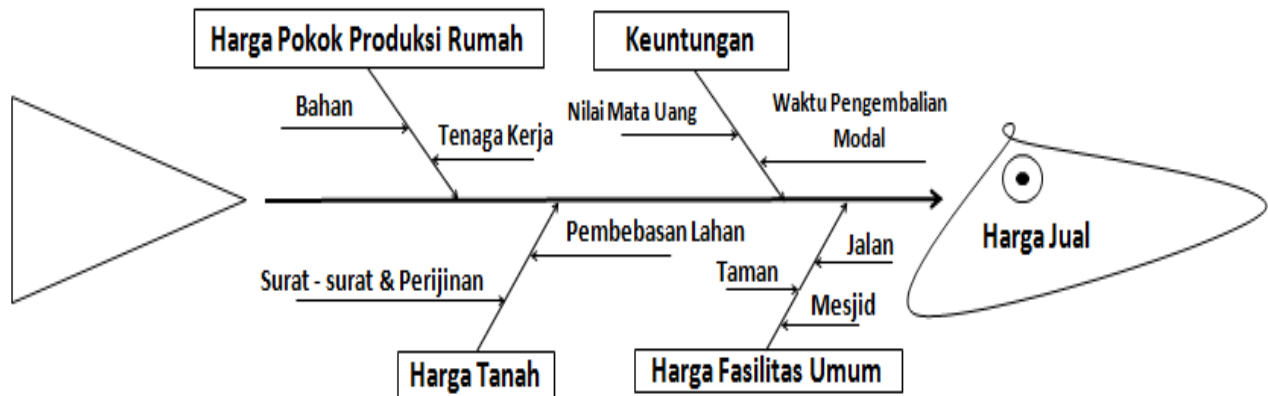 Harga Pokok Produksi Rumah
Keuntungan
Bahan
Tenaga Kerja
Nilai Mata Uang
Waktu Pengembalian
Modal
Harga Jual
Pembebasan Lahan
Surat - surat & Perijinan
Jalan
Taman
Mesjid
Harga Tanah
Harga Fasilitas Umum